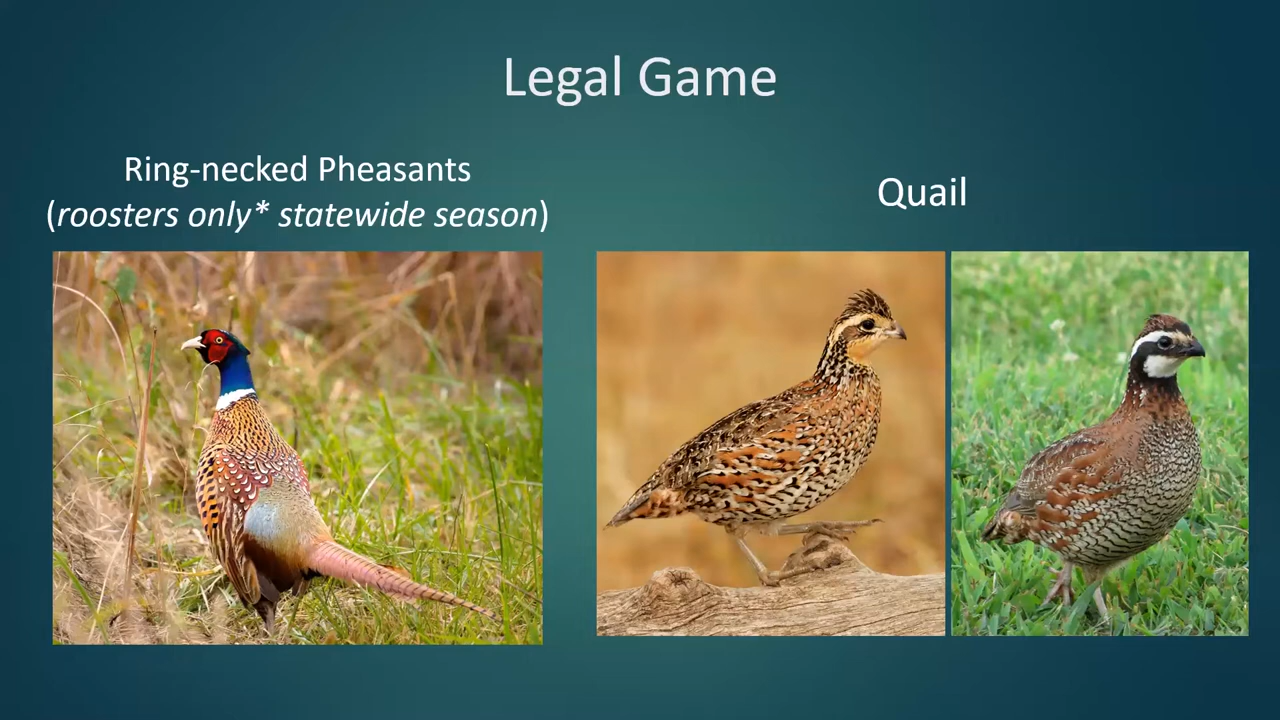 Legal Game
Ring-necked Pheasants
(roosters only* statewide season)
Quail